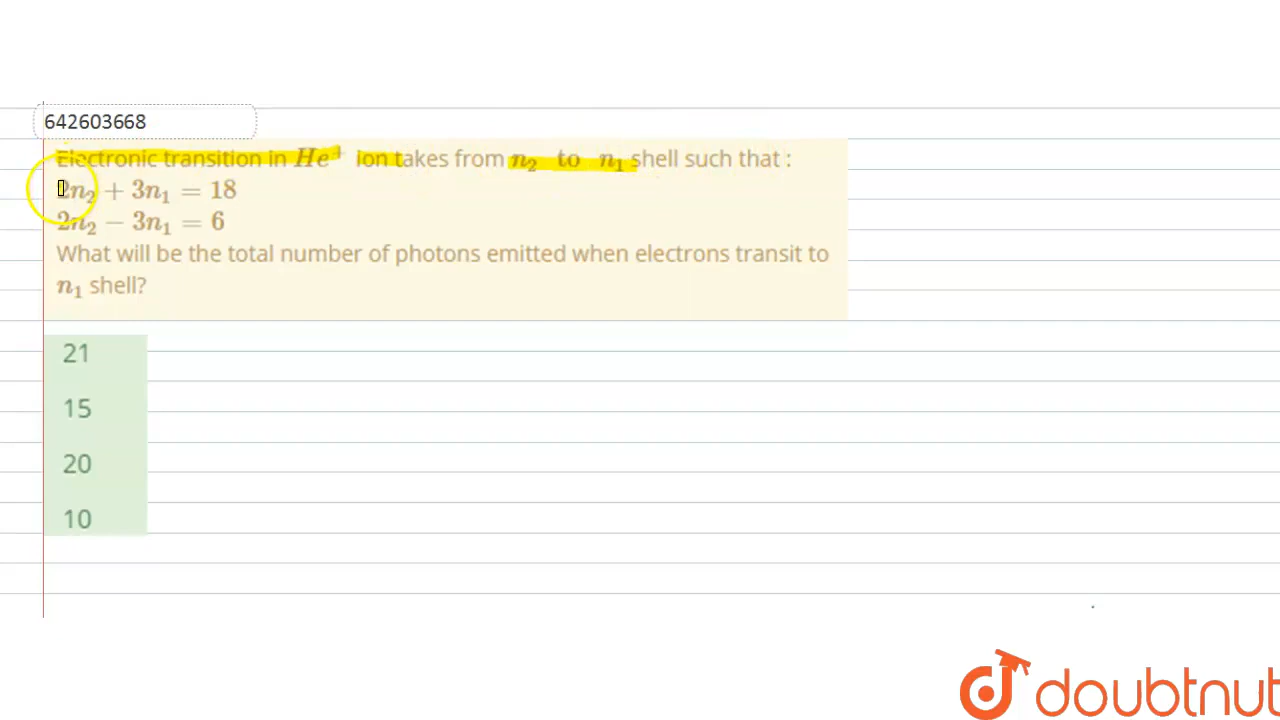 642603668
Electronic transition in He⁺ ion takes from n₂ to n₁ shell such that :
2n₂ + 3n₁ = 18
2n₂ − 3n₁ = 6
What will be the total number of photons emitted when electrons transit to
n₁ shell?
21
15
20
10
doubtnut